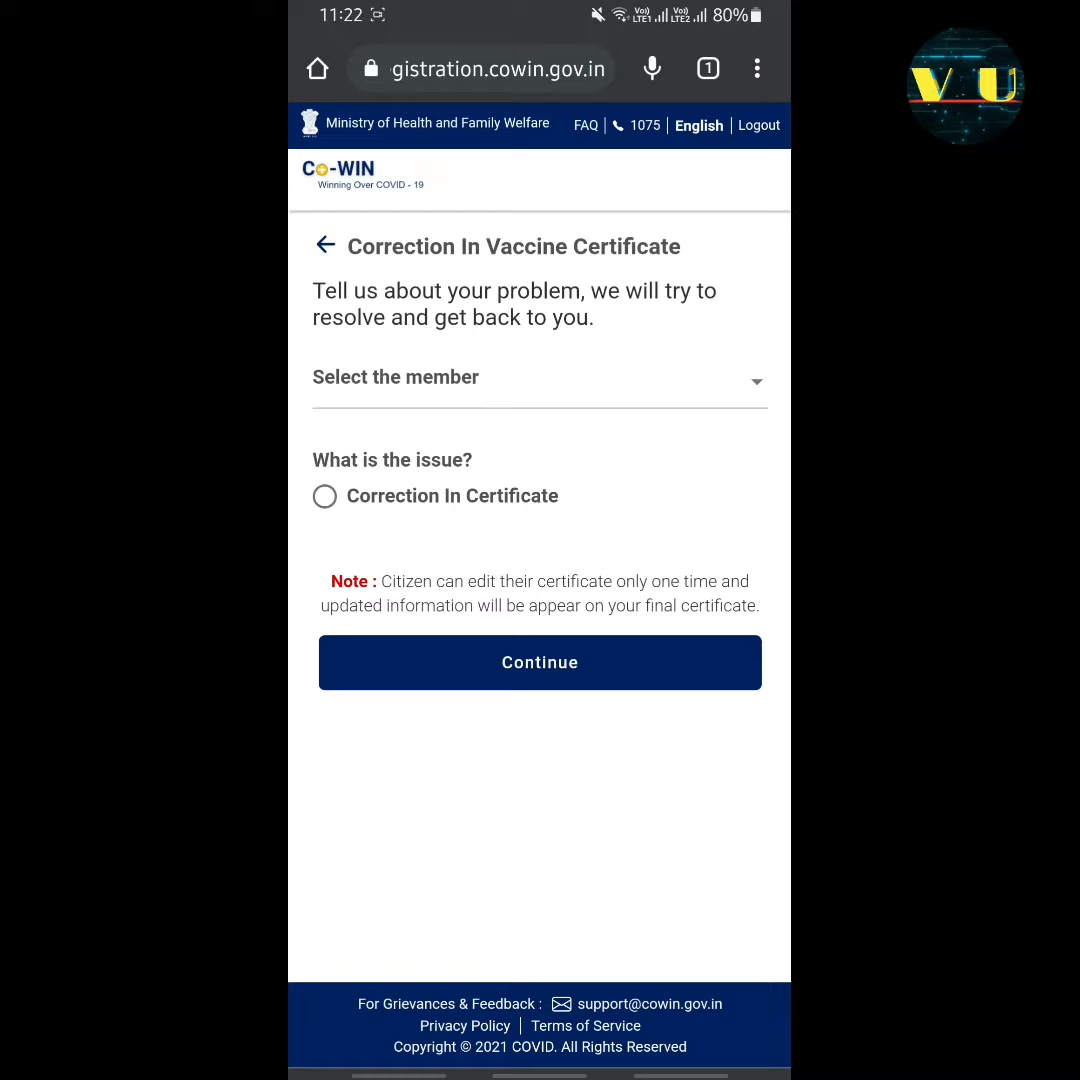 11:22 Vo) LTE1 Vo) LTE2 80%
gistration.cowin.gov.in 1
V U
Ministry of Health and Family Welfare FAQ | 1075 | English | Logout
Co-WIN
Winning Over COVID - 19
Correction In Vaccine Certificate
Tell us about your problem, we will try to
resolve and get back to you.
Select the member
What is the issue?
Correction In Certificate
Note : Citizen can edit their certificate only one time and
updated information will be appear on your final certificate.
Continue
For Grievances & Feedback : support@cowin.gov.in
Privacy Policy | Terms of Service
Copyright © 2021 COVID. All Rights Reserved